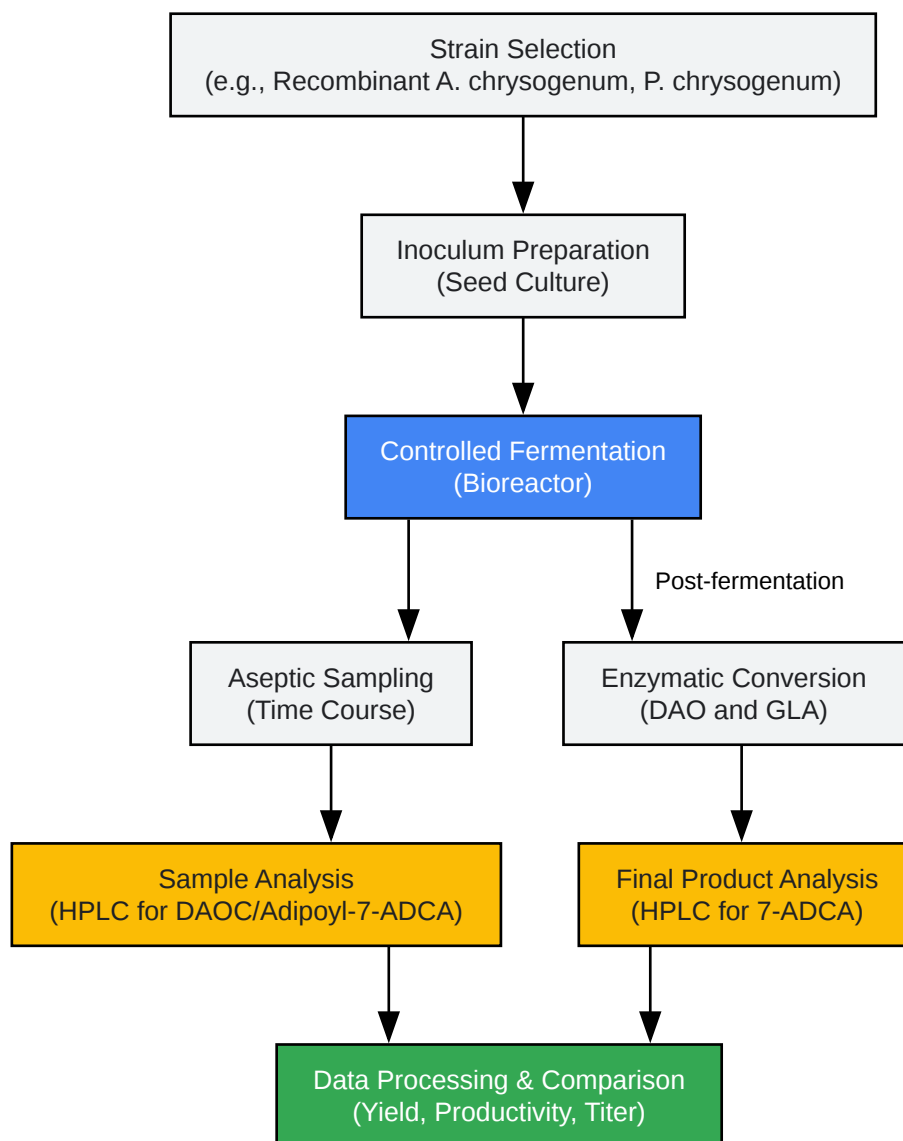 Strain Selection
(e.g., Recombinant A. chrysogenum, P. chrysogenum)
Inoculum Preparation
(Seed Culture)
Controlled Fermentation
(Bioreactor)
Post-fermentation
Aseptic Sampling
(Time Course)
Enzymatic Conversion
(DAO and GLA)
Sample Analysis
(HPLC for DAOC/Adipoyl-7-ADCA)
Final Product Analysis
(HPLC for 7-ADCA)
Data Processing & Comparison
(Yield, Productivity, Titer)